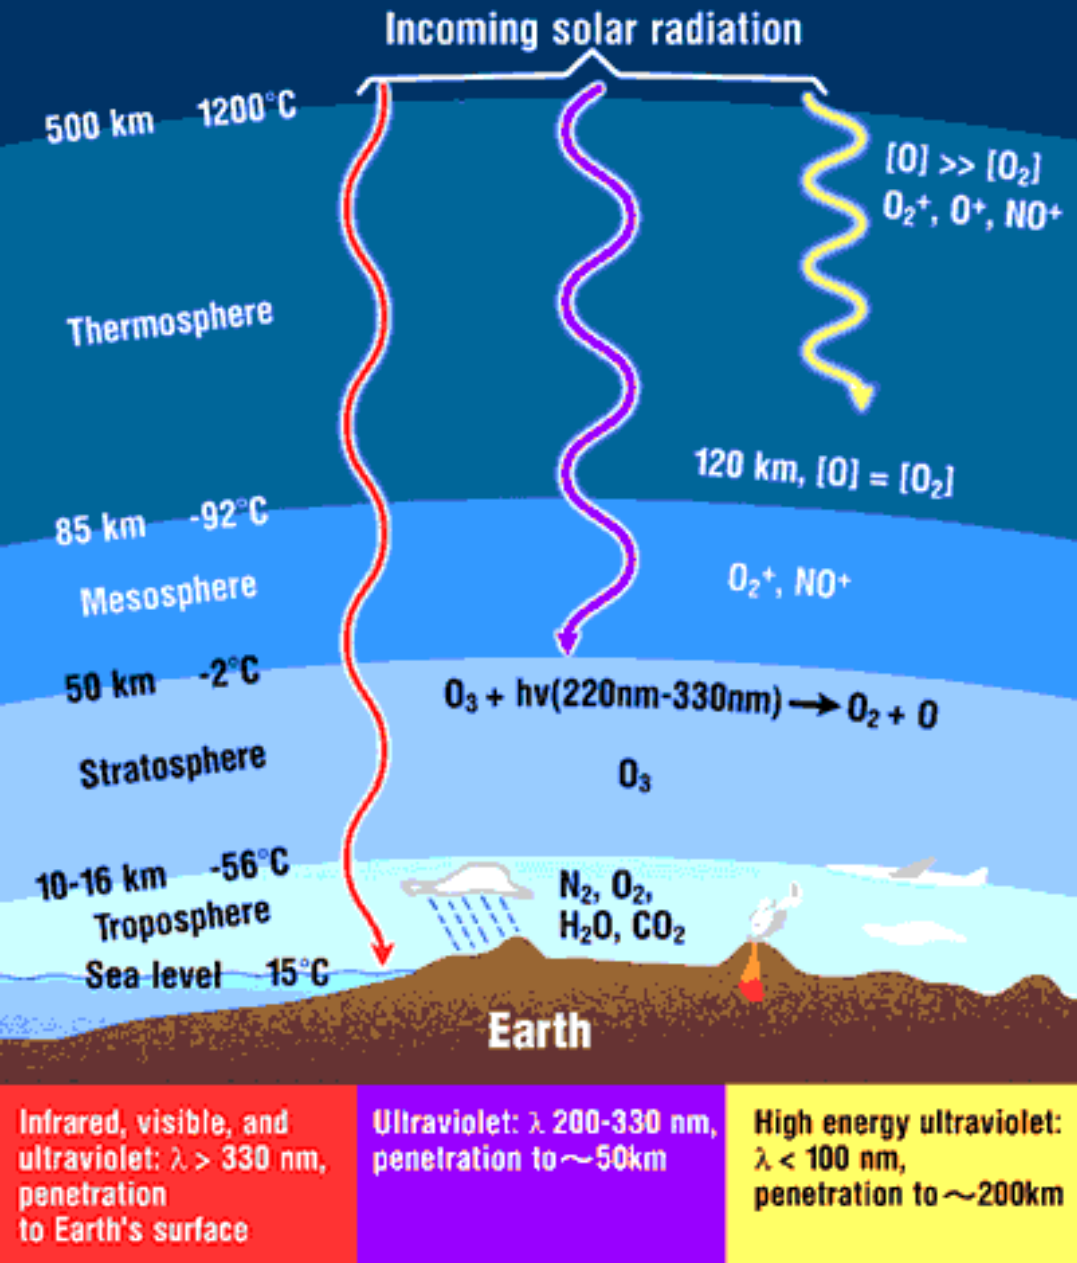 Incoming solar radiation
500 km 1200°C
[O] >> [O₂]
O₂⁺, O⁺, NO⁺
Thermosphere
120 km, [O] = [O₂]
85 km -92°C
Mesosphere
O₂⁺, NO⁺
50 km -2°C
O₃ + hv(220nm-330nm) → O₂ + O
Stratosphere
O₃
10-16 km -56°C
N₂, O₂,
H₂O, CO₂
Troposphere
Sea level 15°C
Earth
Infrared, visible, and
ultraviolet: λ > 330 nm,
penetration
to Earth's surface
Ultraviolet: λ 200-330 nm,
penetration to ~50km
High energy ultraviolet:
λ < 100 nm,
penetration to ~200km